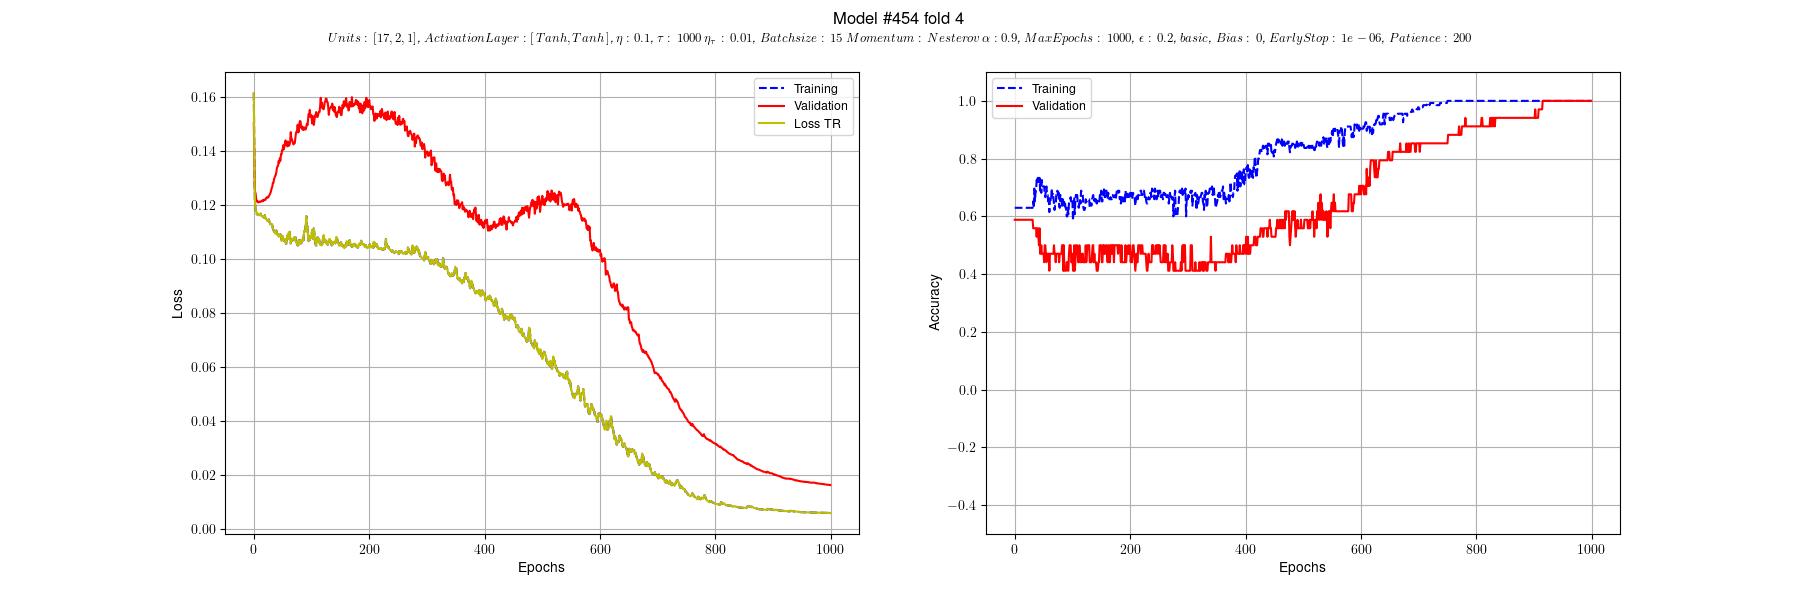 Model #454 fold 4
Units : [17, 2, 1], ActivationLayer : [Tanh, Tanh], η : 0.1, τ : 1000 ητ : 0.01, Batchsize : 15 Momentum : Nesterov α : 0.9, MaxEpochs : 1000, ϵ : 0.2, basic, Bias : 0, EarlyStop : 1e − 06, Patience : 200
Loss
0.16
0.14
0.12
0.10
0.08
0.06
0.04
0.02
0.00
0 200 400 600 800 1000
Epochs
Training
Validation
Loss TR
Accuracy
1.0
0.8
0.6
0.4
0.2
0.0
−0.2
−0.4
0 200 400 600 800 1000
Epochs
Training
Validation